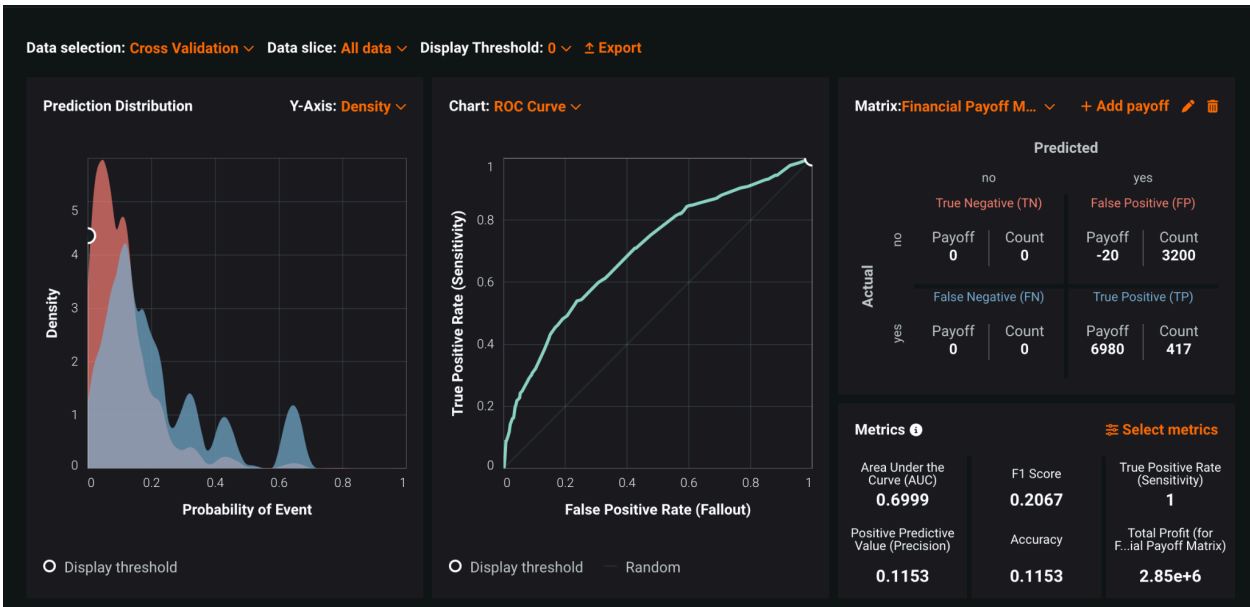 Data selection: Cross Validation Data slice: All data Display Threshold: 0 Export
Prediction Distribution Y-Axis: Density
5
4
3
2
1
0
0 0.2 0.4 0.6 0.8 1
Density
Probability of Event
Display threshold
Chart: ROC Curve
1
0.8
0.6
0.4
0.2
0
0 0.2 0.4 0.6 0.8 1
True Positive Rate (Sensitivity)
False Positive Rate (Fallout)
Display threshold Random
Matrix:Financial Payoff M... + Add payoff
Predicted
no yes
Actual
no
True Negative (TN) False Positive (FP)
Payoff Count Payoff Count
0 0 -20 3200
yes
False Negative (FN) True Positive (TP)
Payoff Count Payoff Count
0 0 6980 417
Metrics i Select metrics
Area Under the
Curve (AUC)
0.6999
F1 Score
0.2067
True Positive Rate
(Sensitivity)
1
Positive Predictive
Value (Precision)
0.1153
Accuracy
0.1153
Total Profit (for
F...ial Payoff Matrix)
2.85e+6